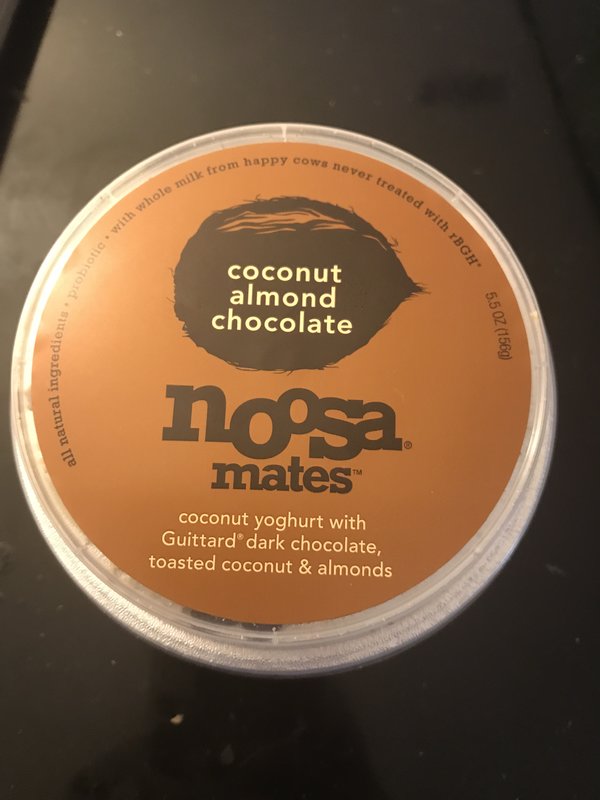 all natural ingredients • probiotic • with whole milk from happy cows never treated with rBGH*
5.5 OZ (156g)
coconut
almond
chocolate
noosa®
mates™
coconut yoghurt with
Guittard® dark chocolate,
toasted coconut & almonds